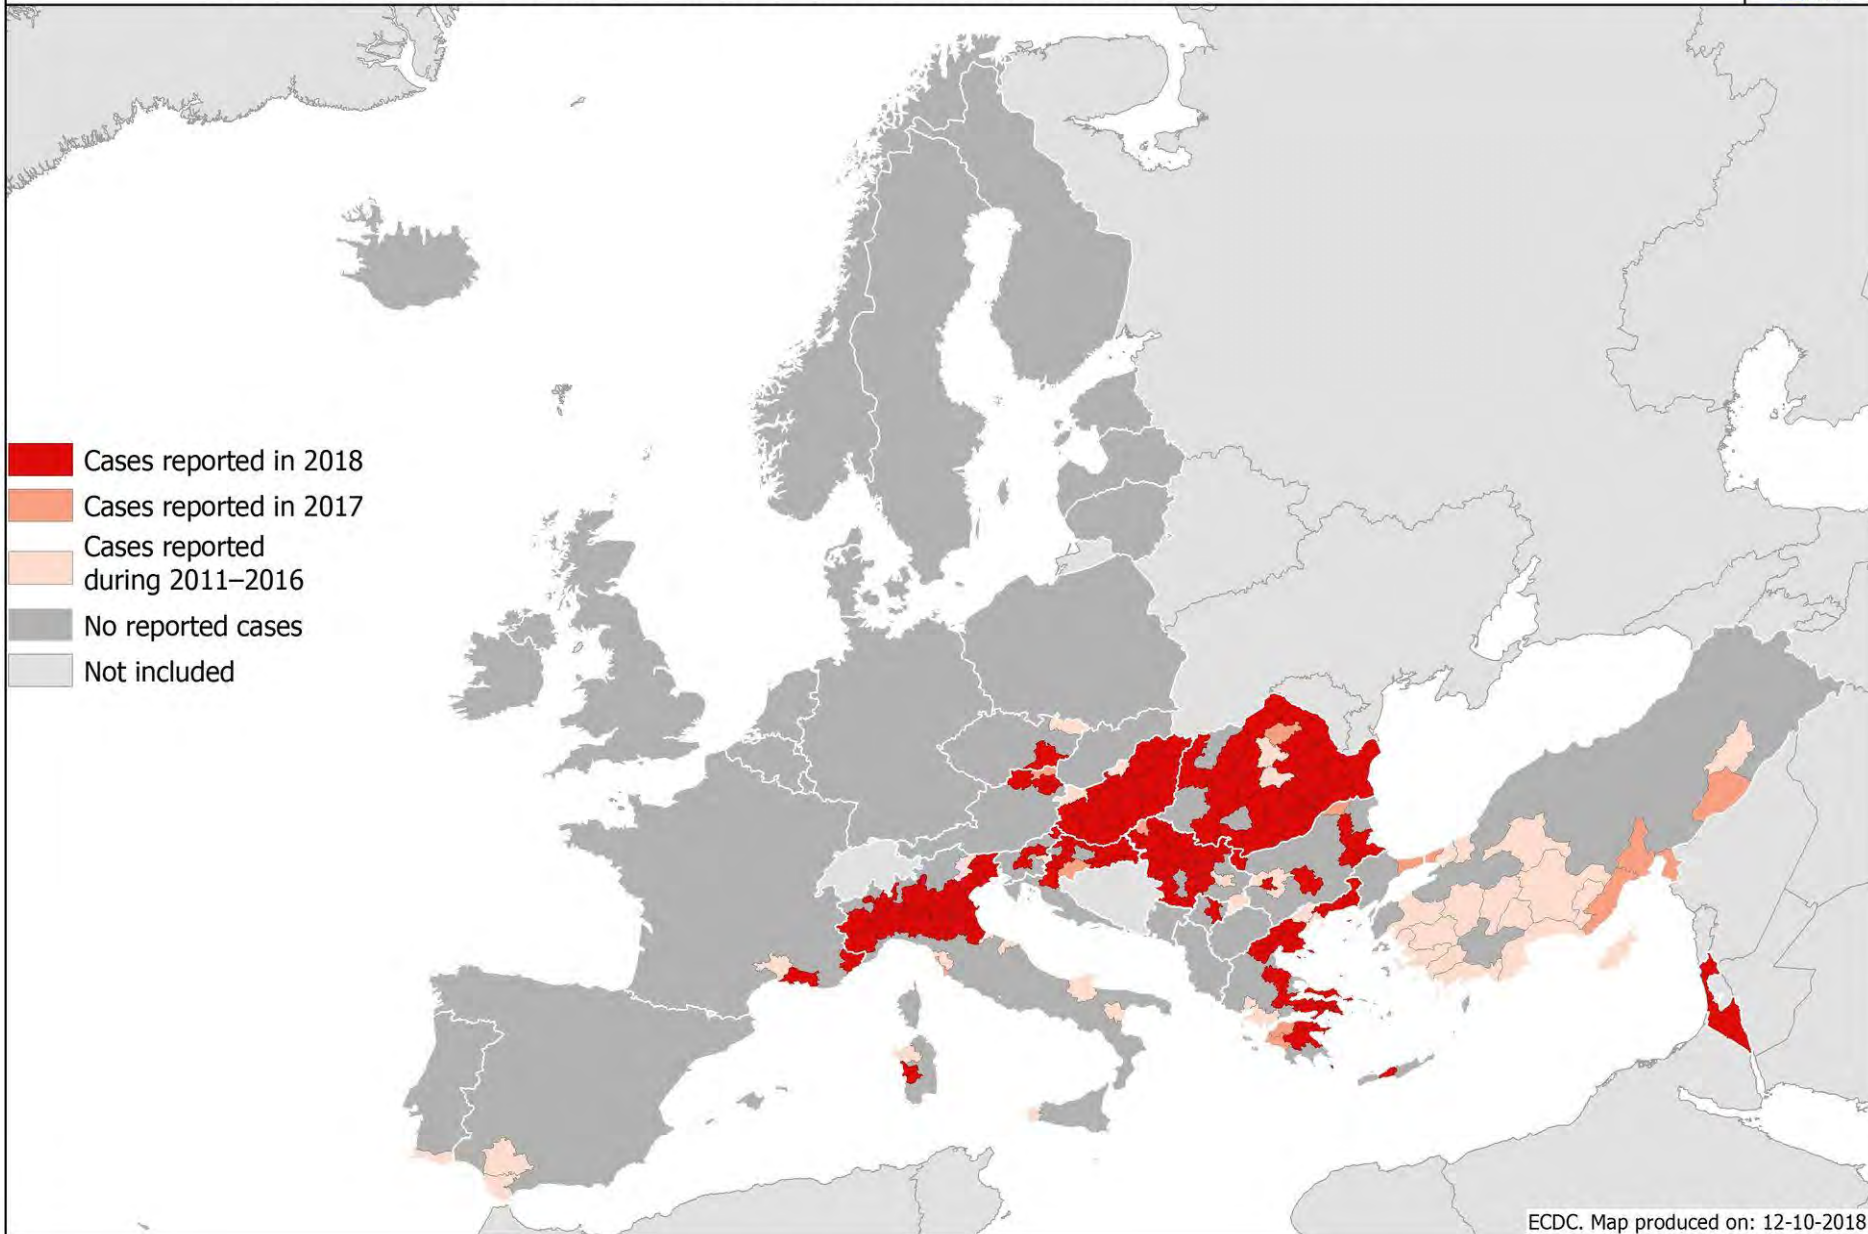 Cases reported in 2018
Cases reported in 2017
Cases reported
during 2011–2016
No reported cases
Not included
ECDC. Map produced on: 12-10-2018